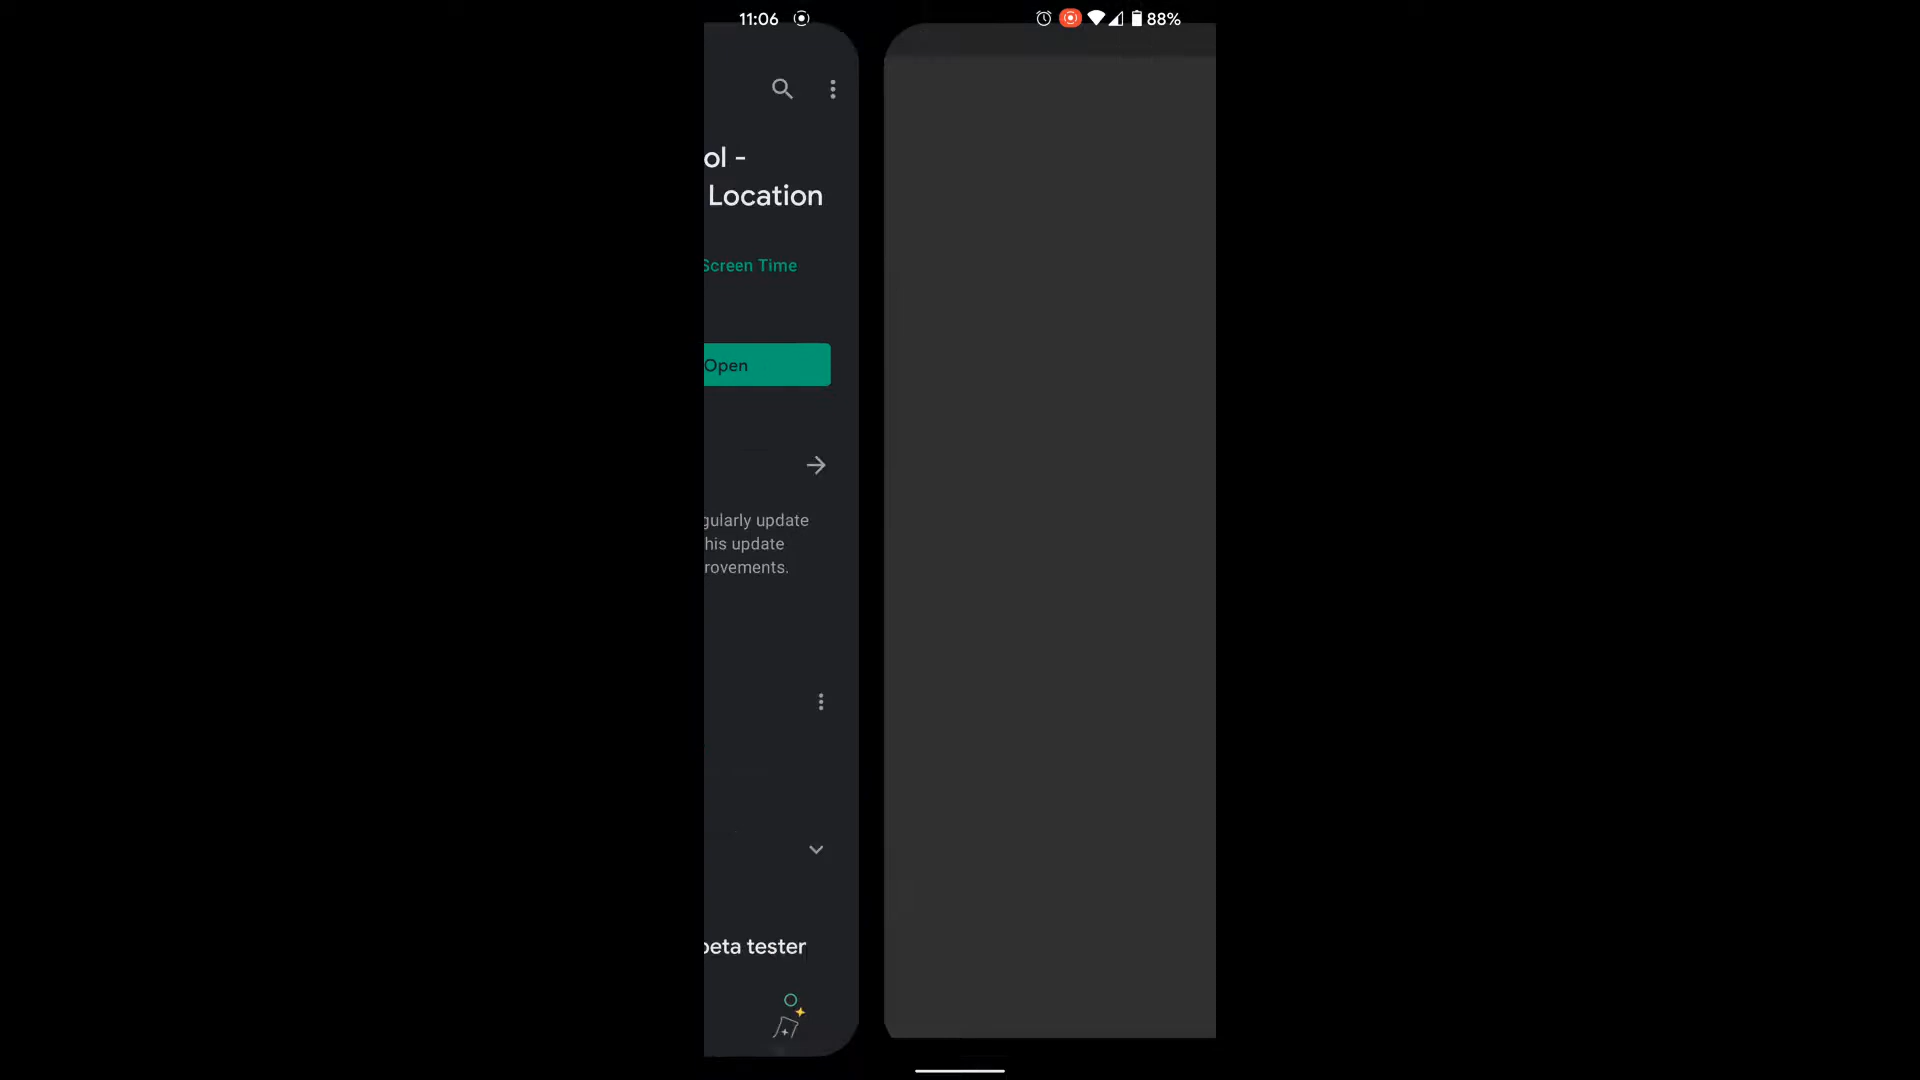 11:06
88%
ol -
Location
Screen Time
Open
gularly update
his update
rovements.
beta tester